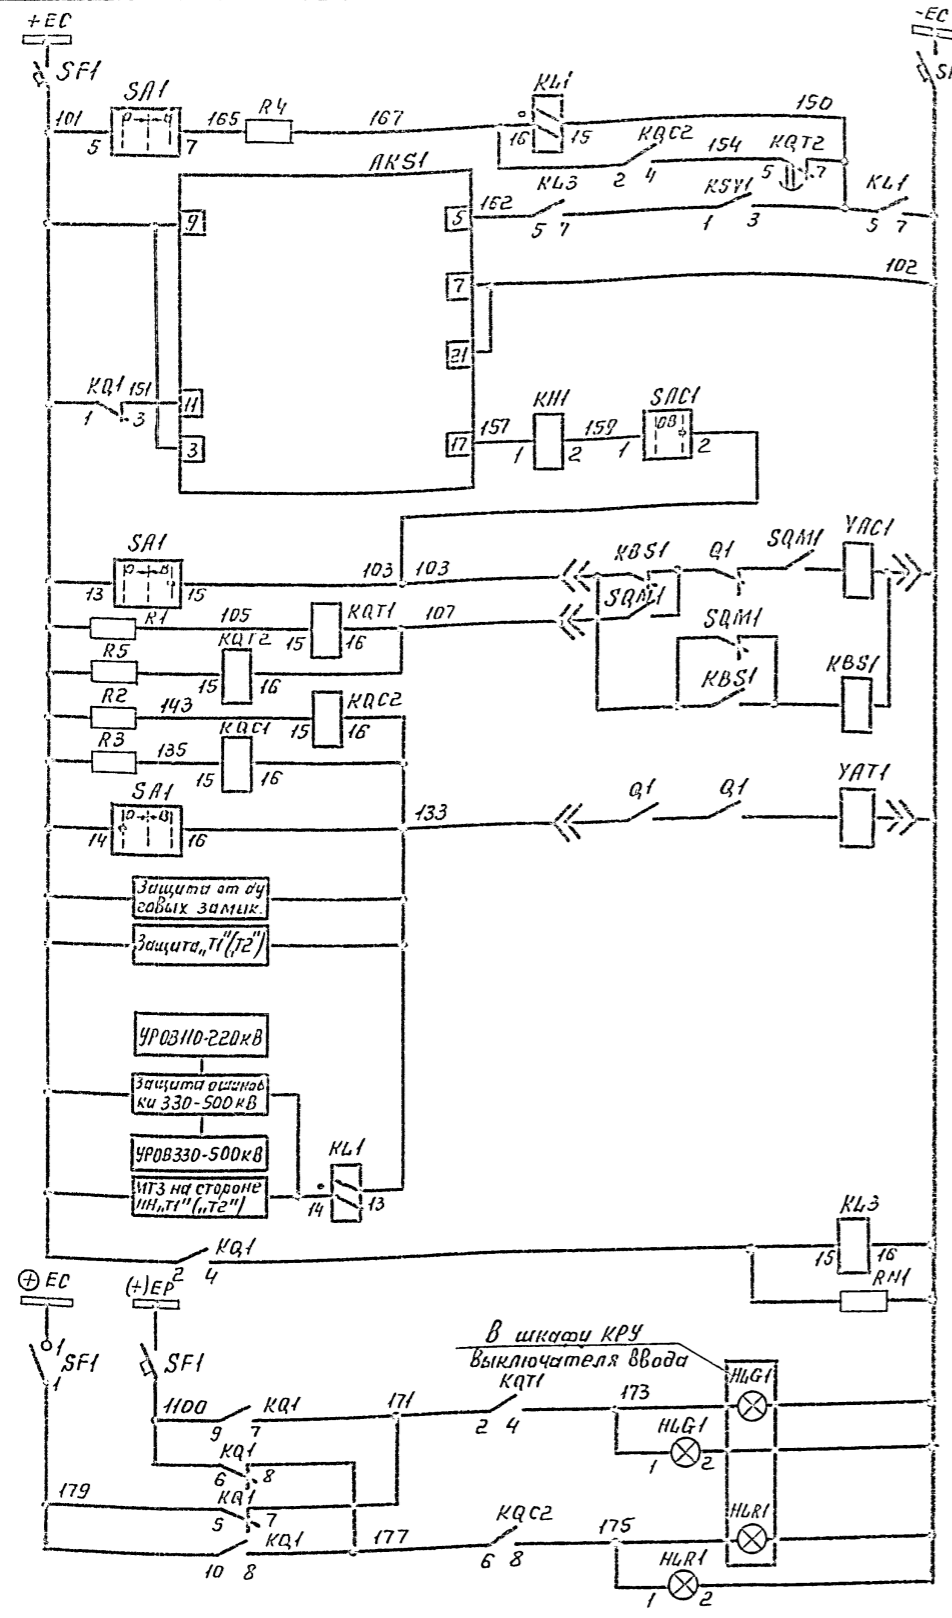 +EC
-EC
SF1
SA1
R4
KL1
101
5
7
165
167
16
15
150
KQC2
154
KQT2
2
4
5
7
AKS1
162
KL3
KSV1
KL1
5
7
1
3
5
7
9
5
7
102
21
KQ1
151
1
3
11
3
17
157
KH1
159
SAC1
1
2
1
2
SA1
13
15
103
103
KBS1
Q1
SQM1
YAC1
R1
105
KQT1
107
15
16
SQM1
R5
KQT2
15
16
SQM1
R2
143
KQC2
15
16
KBS1
KBS1
R3
135
KQC1
15
16
SA1
14
16
133
Q1
Q1
YAT1
Защита от ду
говых замык.
Защита „Т1" („Т2")
УРОВ110-220кВ
Защита ошинов
ки 330-500кВ
УРОВ330-500кВ
МТЗ на стороне
НН „Т1" („Т2")
KL1
14
13
KQ1
2
4
KL3
15
16
RN1
+ EC
(+)EP
1
SF1
1
SF1
В шкафу КРУ
выключателя ввода
HLG1
1100
KQ1
9
7
171
KQT1
2
4
173
HLG1
1
2
KQ1
6
8
179
KQ1
5
7
KQ1
10
8
177
KQC2
6
8
175
HLR1
HLR1
1
2